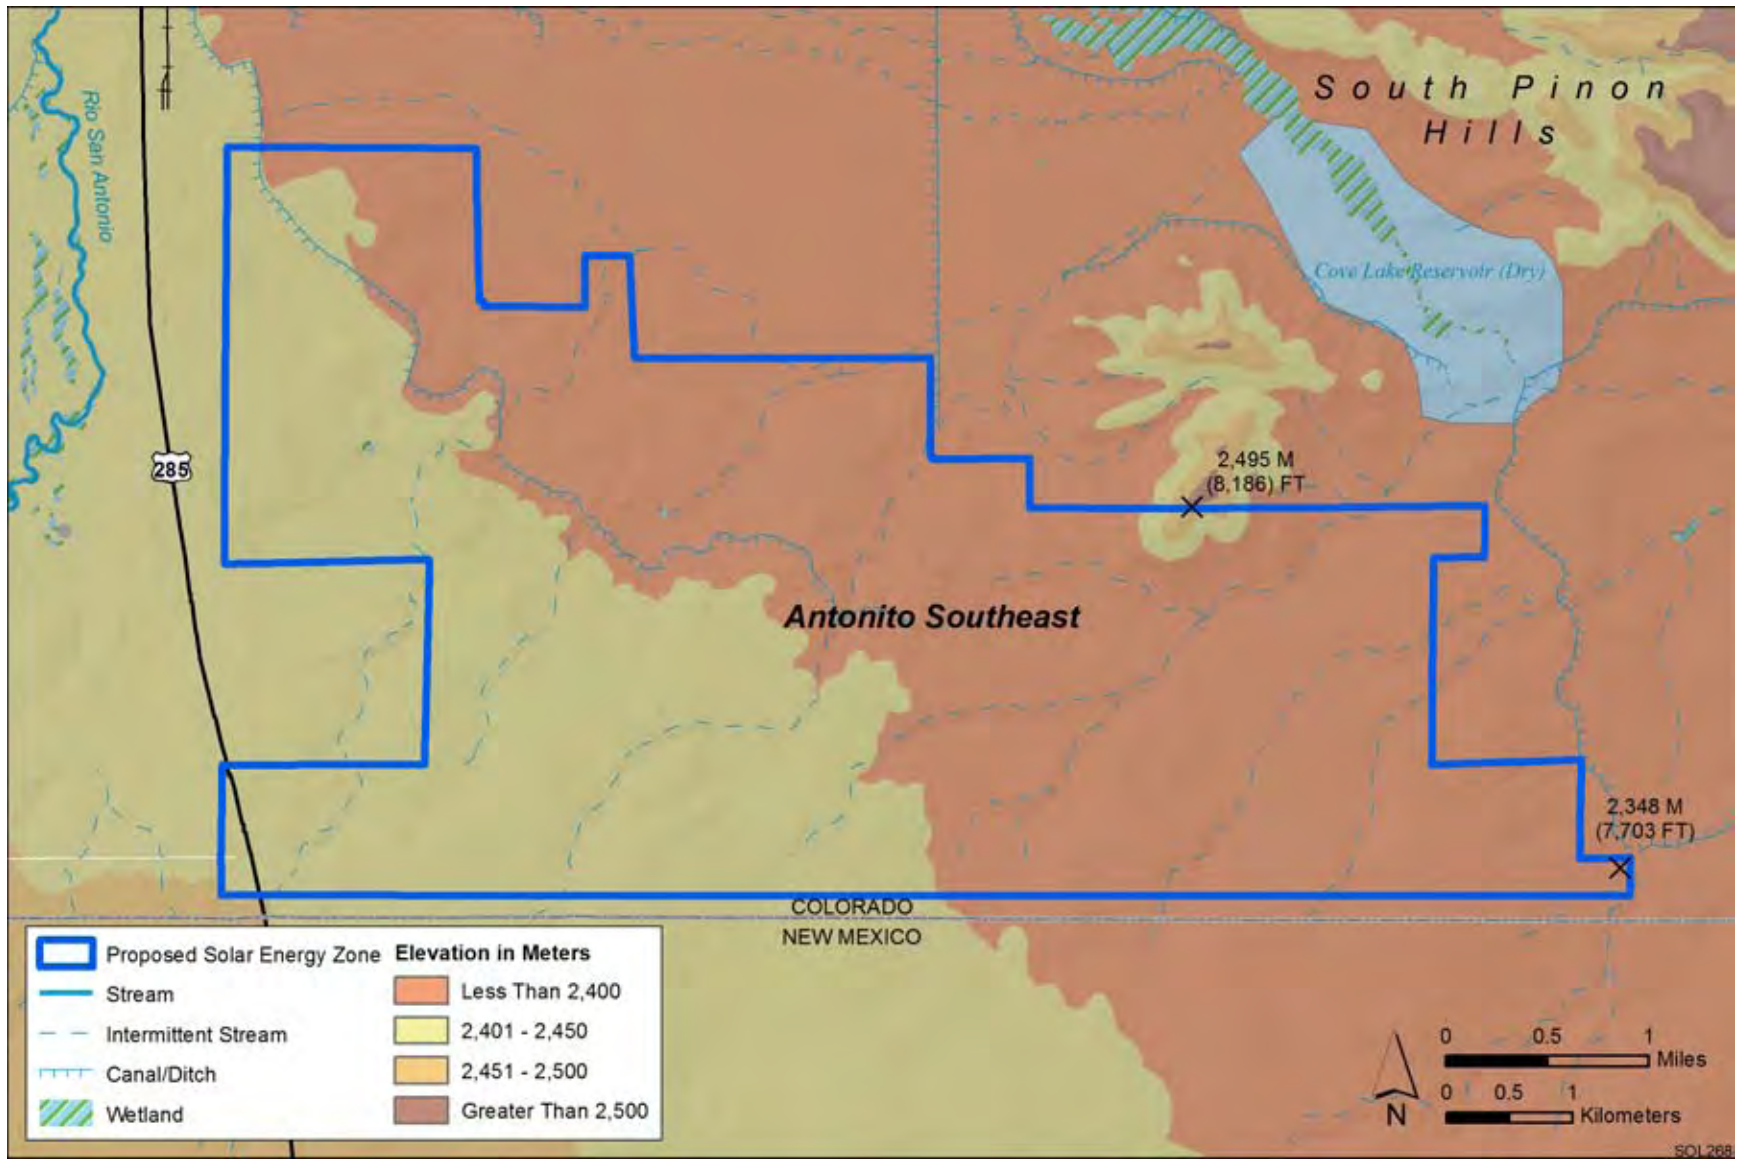 South Pinon
Hills
Rio San Antonio
Cove Lake Reservoir (Dry)
285
2,495 M
(8,186) FT
Antonito Southeast
2,348 M
(7,703 FT)
COLORADO
NEW MEXICO
Proposed Solar Energy Zone
Stream
Intermittent Stream
Canal/Ditch
Wetland
Elevation in Meters
Less Than 2,400
2,401 - 2,450
2,451 - 2,500
Greater Than 2,500
N
0 0.5 1
Miles
0 0.5 1
Kilometers
SOL268